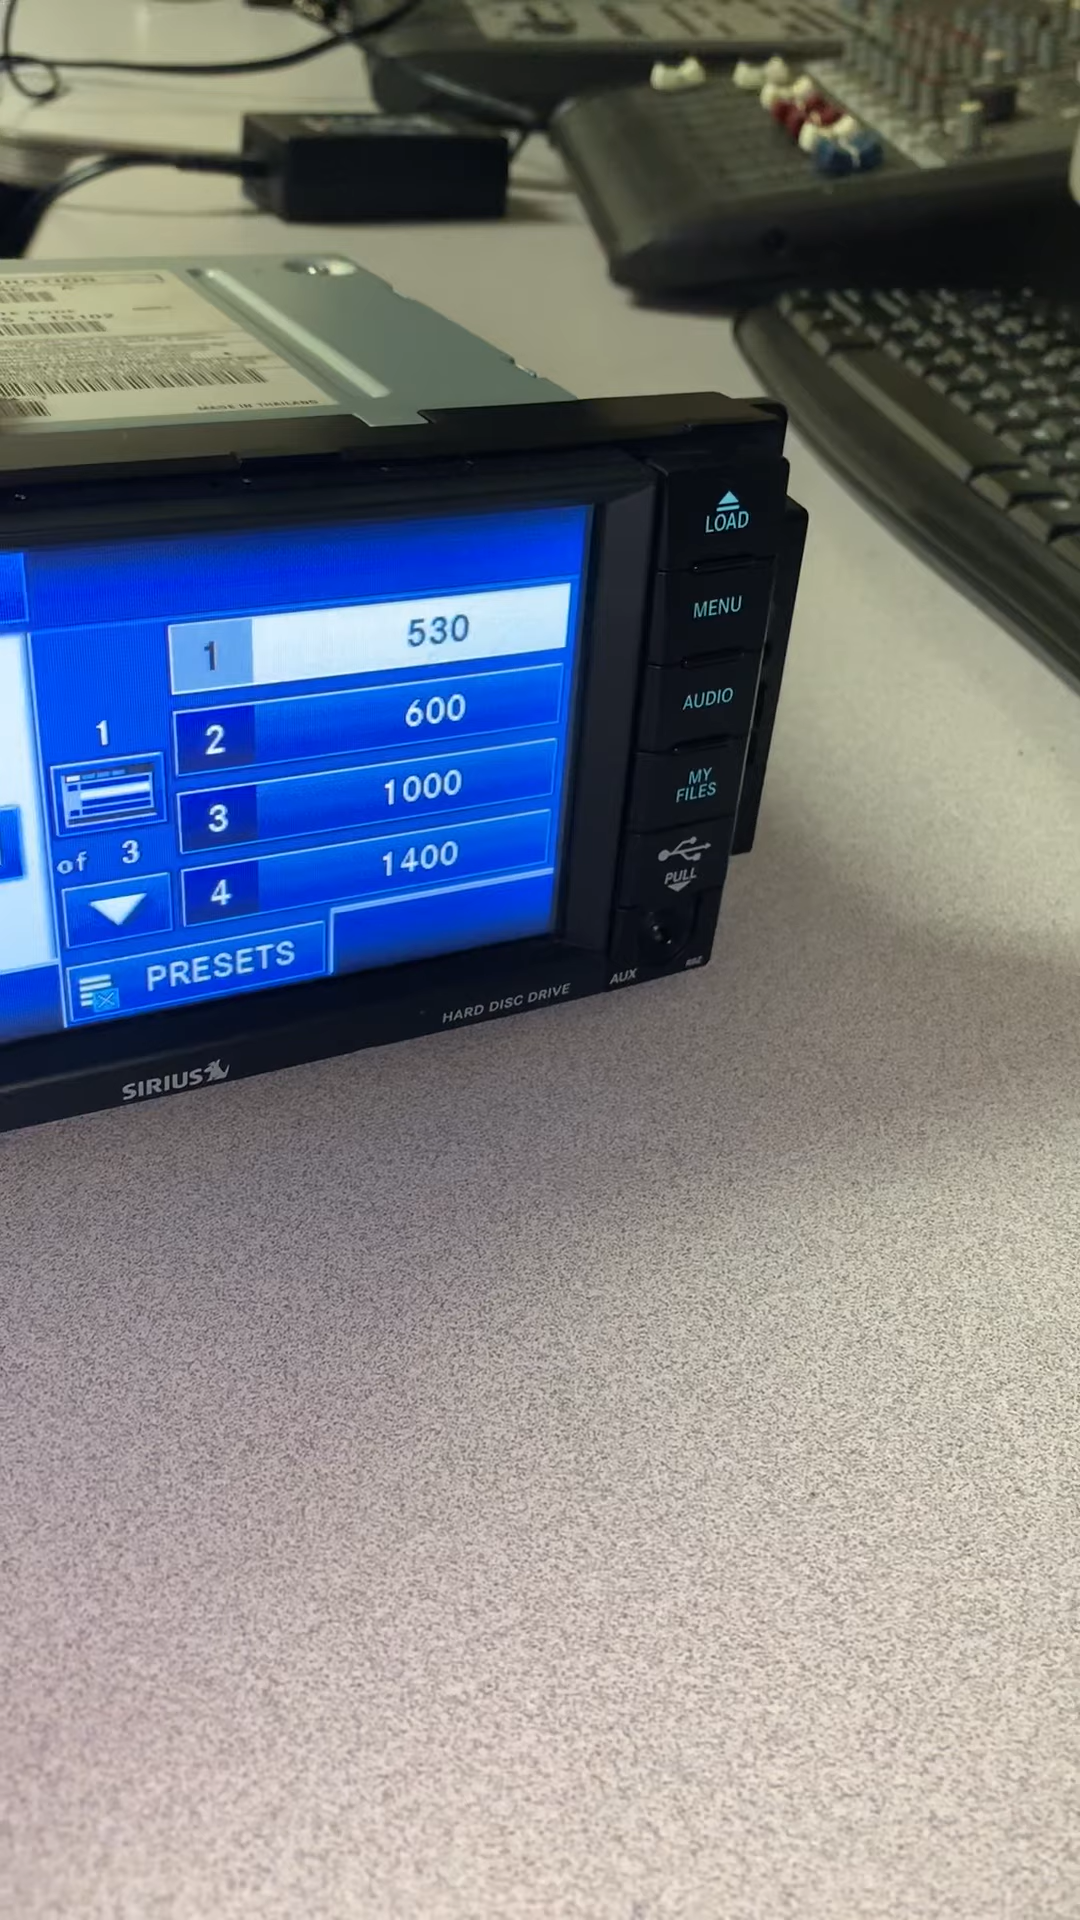 MADE IN THAILAND
LOAD
MENU
AUDIO
MY
FILES
PULL
1 530
2 600
3 1000
4 1400
1
of 3
PRESETS
AUX
HARD DISC DRIVE
SIRIUS